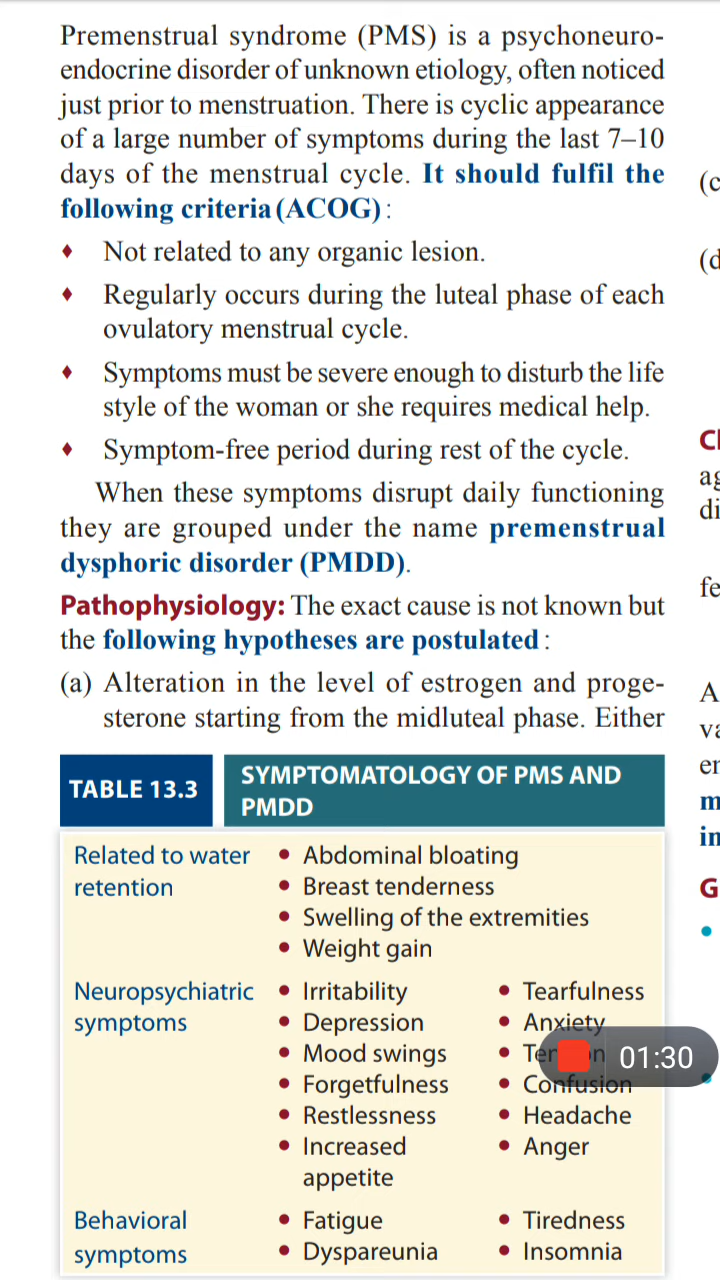 Premenstrual syndrome (PMS) is a psychoneuro-
endocrine disorder of unknown etiology, often noticed
just prior to menstruation. There is cyclic appearance
of a large number of symptoms during the last 7–10
days of the menstrual cycle. It should fulfil the
following criteria (ACOG) :
♦ Not related to any organic lesion.
♦ Regularly occurs during the luteal phase of each
ovulatory menstrual cycle.
♦ Symptoms must be severe enough to disturb the life
style of the woman or she requires medical help.
♦ Symptom-free period during rest of the cycle.
When these symptoms disrupt daily functioning
they are grouped under the name premenstrual
dysphoric disorder (PMDD).
Pathophysiology: The exact cause is not known but
the following hypotheses are postulated :
(a) Alteration in the level of estrogen and proge-
sterone starting from the midluteal phase. Either
TABLE 13.3
SYMPTOMATOLOGY OF PMS AND
PMDD
Related to water
retention
• Abdominal bloating
• Breast tenderness
• Swelling of the extremities
• Weight gain
Neuropsychiatric
symptoms
• Irritability
• Depression
• Mood swings
• Forgetfulness
• Restlessness
• Increased
appetite
• Tearfulness
• Anxiety
01:30
• Confusion
• Headache
• Anger
Behavioral
symptoms
• Fatigue
• Dyspareunia
• Tiredness
• Insomnia